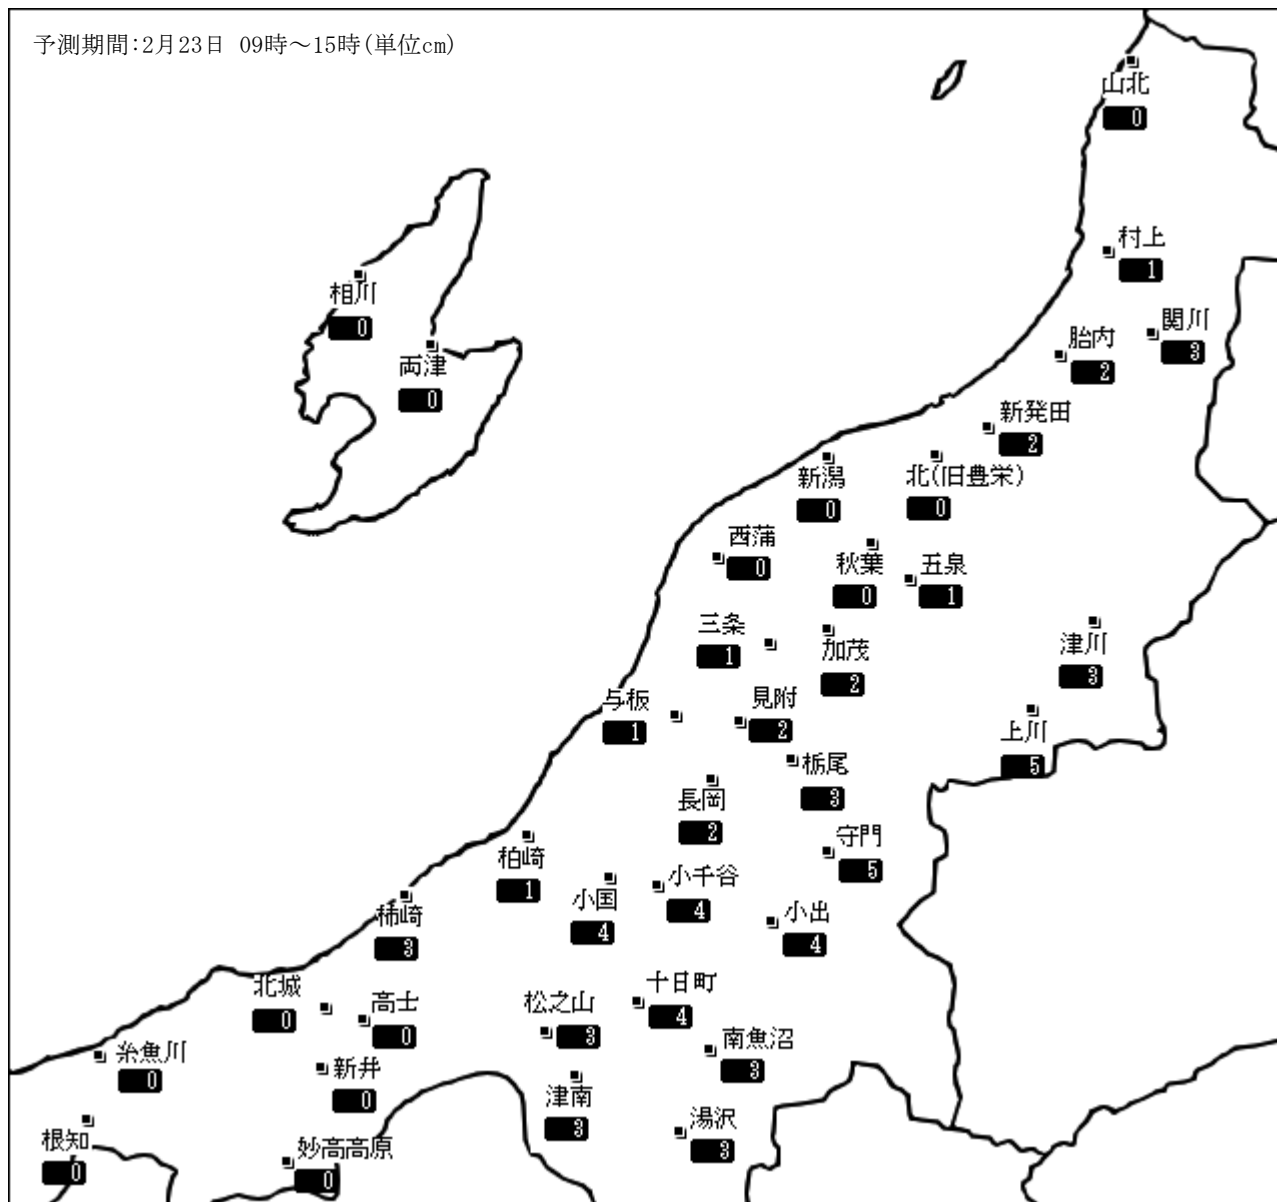 予測期間:2月23日 09時～15時(単位cm)
山北
0
村上
1
相川
0
関川
3
胎内
2
両津
0
新発田
2
新潟
0
北(旧豊栄)
0
西蒲
0
秋葉
0
五泉
1
三条
1
加茂
2
津川
3
与板
1
見附
2
上川
5
栃尾
3
長岡
2
守門
5
柏崎
1
小国
4
小千谷
4
小出
4
柿崎
3
北城
0
高士
0
松之山
3
十日町
4
南魚沼
3
糸魚川
0
新井
0
津南
3
湯沢
3
根知
0
妙高高原
0